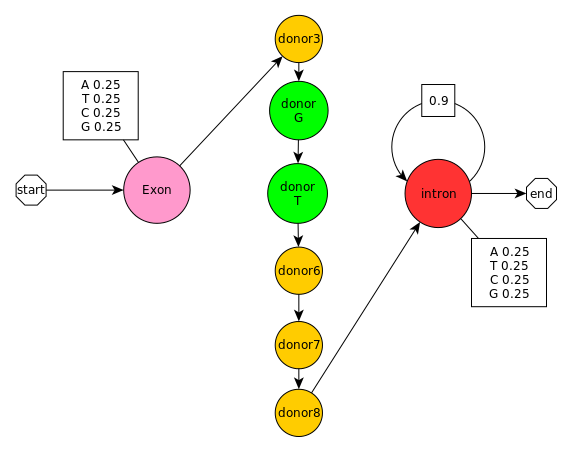 start
A 0.25
T 0.25
C 0.25
G 0.25
Exon
donor3
donor
G
donor
T
donor6
donor7
donor8
0.9
intron
A 0.25
T 0.25
C 0.25
G 0.25
end